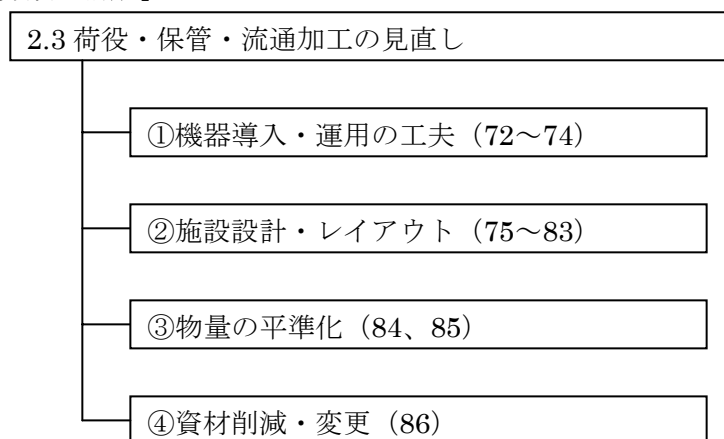 2.3 荷役・保管・流通加工の見直し
①機器導入・運用の工夫（72～74）
②施設設計・レイアウト（75～83）
③物量の平準化（84、85）
④資材削減・変更（86）